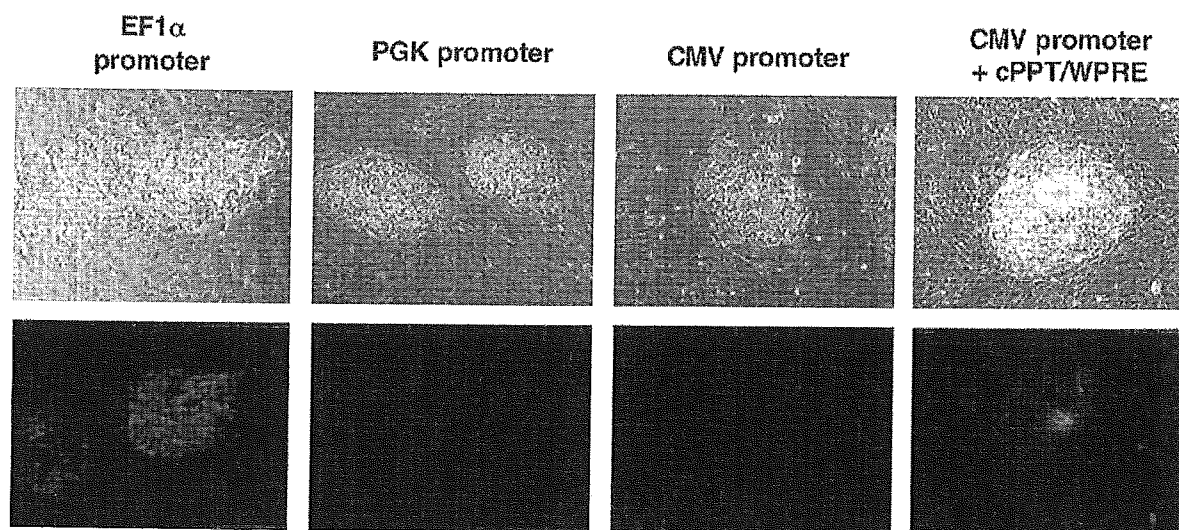 EF1α
promoter
PGK promoter
CMV promoter
CMV promoter
+ cPPT/WPRE